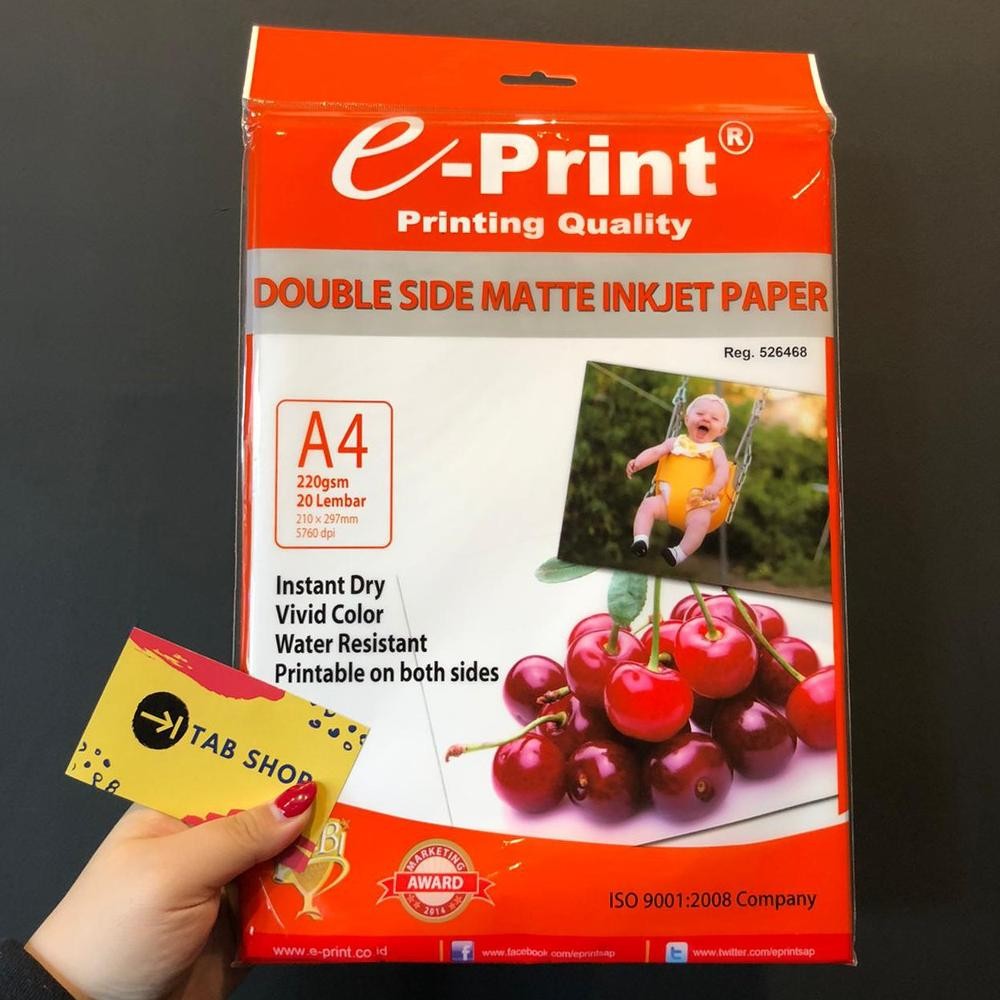 e-Print®
Printing Quality
DOUBLE SIDE MATTE INKJET PAPER
Reg. 526468
A4
220gsm
20 Lembar
210 x 297mm
5760 dpi
Instant Dry
Vivid Color
Water Resistant
Printable on both sides
TAB SHOP
Bi
MARKETING
AWARD
2014
ISO 9001:2008 Company
www.e-print.co.id
f www.facebook.com/eprintsap
t www.twitter.com/eprintsap